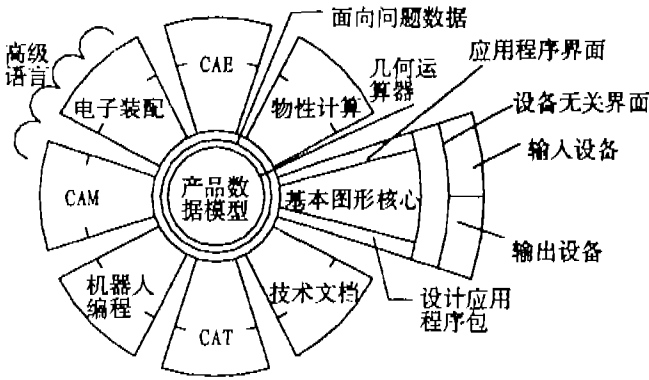 面向问题数据
高级
语言
CAE
几何运
算器
应用程序界面
电子装配
物性计算
设备无关界面
输人设备
CAM
产品数
据模型
基本图形核心
输出设备
机器人
编程
CAT
技术文档
设计应用
程序包